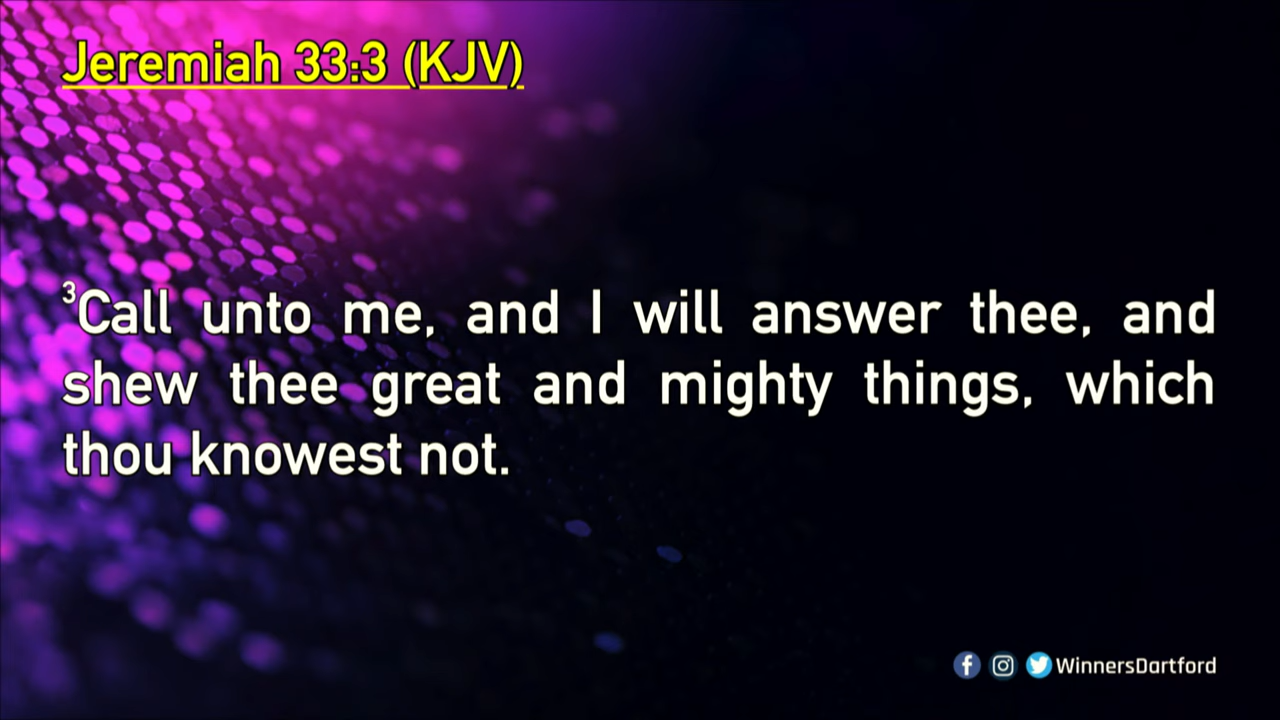 Jeremiah 33:3 (KJV)
³Call unto me, and I will answer thee, and
shew thee great and mighty things, which
thou knowest not.
WinnersDartford